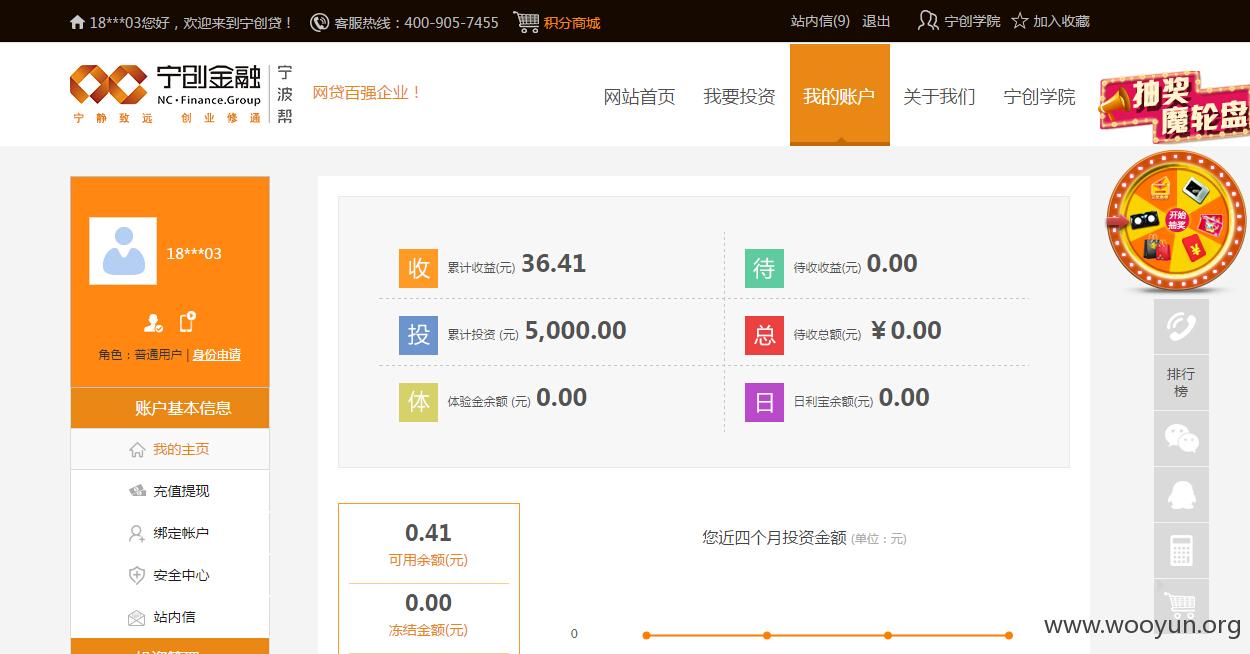 18***03您好，欢迎来到宁创贷！ 客服热线：400-905-7455 积分商城 站内信(9) 退出 宁创学院 加入收藏
宁创金融
NC·Finance.Group
宁静致远 创业修通
宁波帮
网贷百强企业！
网站首页 我要投资 我的账户 关于我们 宁创学院
抽奖
魔轮盘
开始
抽奖
18***03
角色：普通用户 | 身份申请
账户基本信息
我的主页
充值提现
绑定帐户
安全中心
站内信
收 累计收益(元) 36.41
待 待收收益(元) 0.00
投 累计投资 (元) 5,000.00
总 待收总额(元) ￥0.00
体 体验金余额 (元) 0.00
日 日利宝余额(元) 0.00
0.41
可用余额(元)
0.00
冻结金额(元)
您近四个月投资金额 (单位：元)
0
排行
榜
www.wooyun.org